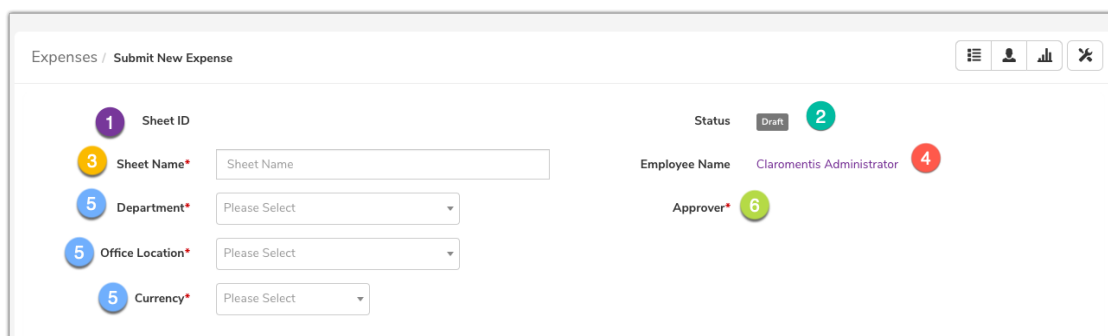 Expenses / Submit New Expense
1 Sheet ID
Status Draft 2
3 Sheet Name* Sheet Name
Employee Name Claromentis Administrator 4
5 Department* Please Select
Approver* 6
5 Office Location* Please Select
5 Currency* Please Select